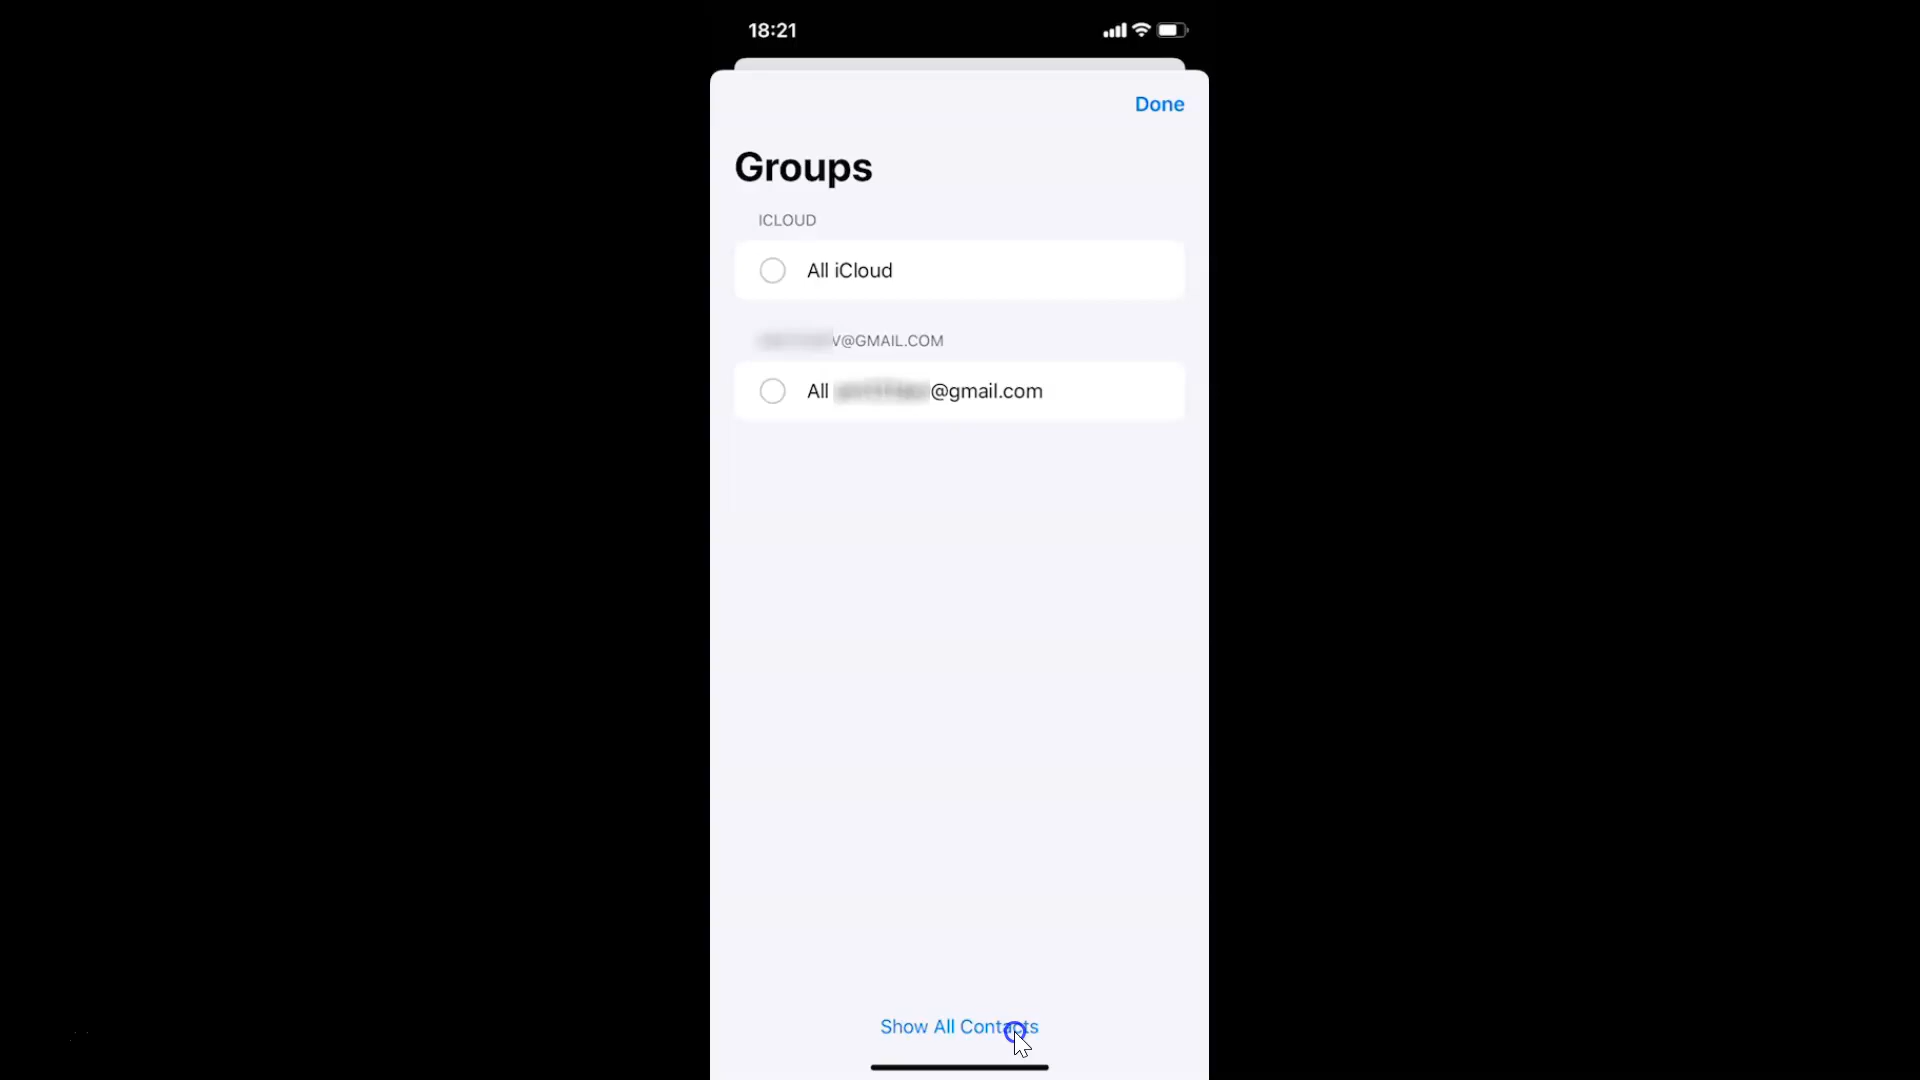 18:21
Done
Groups
ICLOUD
All iCloud
@GMAIL.COM
All @gmail.com
Show All Contacts